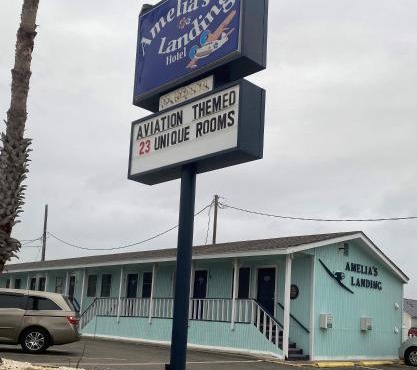 Amelia's
Landing
Hotel
AVIATION THEMED
23 UNIQUE ROOMS
AMELIA'S
LANDING